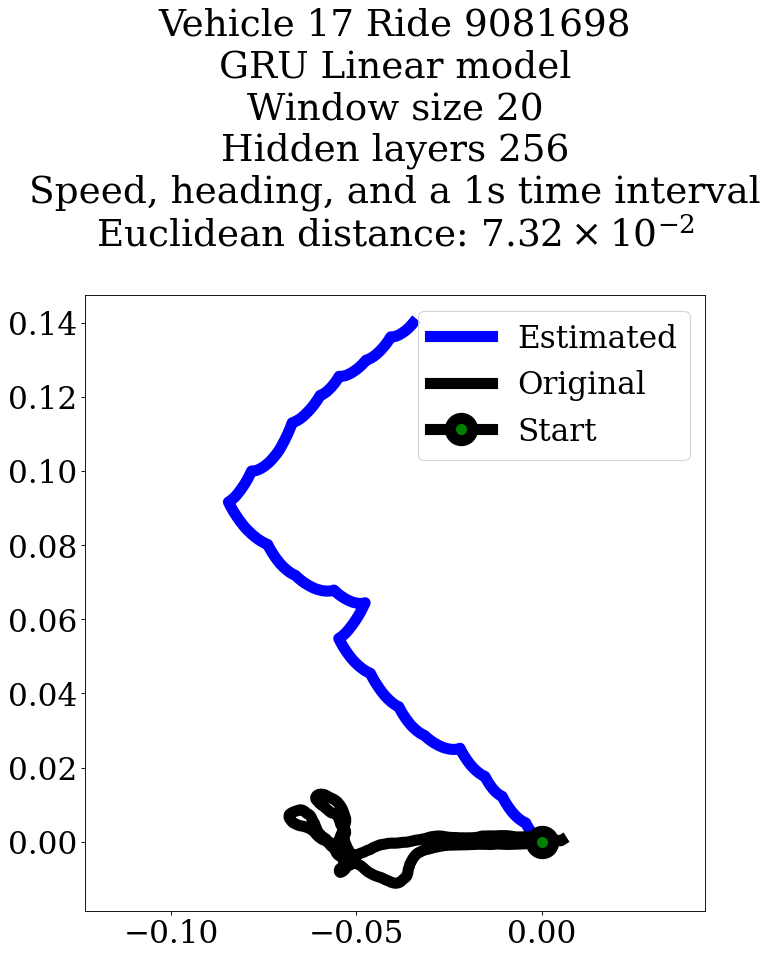 Vehicle 17 Ride 9081698
GRU Linear model
Window size 20
Hidden layers 256
Speed, heading, and a 1s time interval
Euclidean distance: 7.32 × 10⁻²
Estimated
Original
Start
0.14
0.12
0.10
0.08
0.06
0.04
0.02
0.00
−0.10
−0.05
0.00